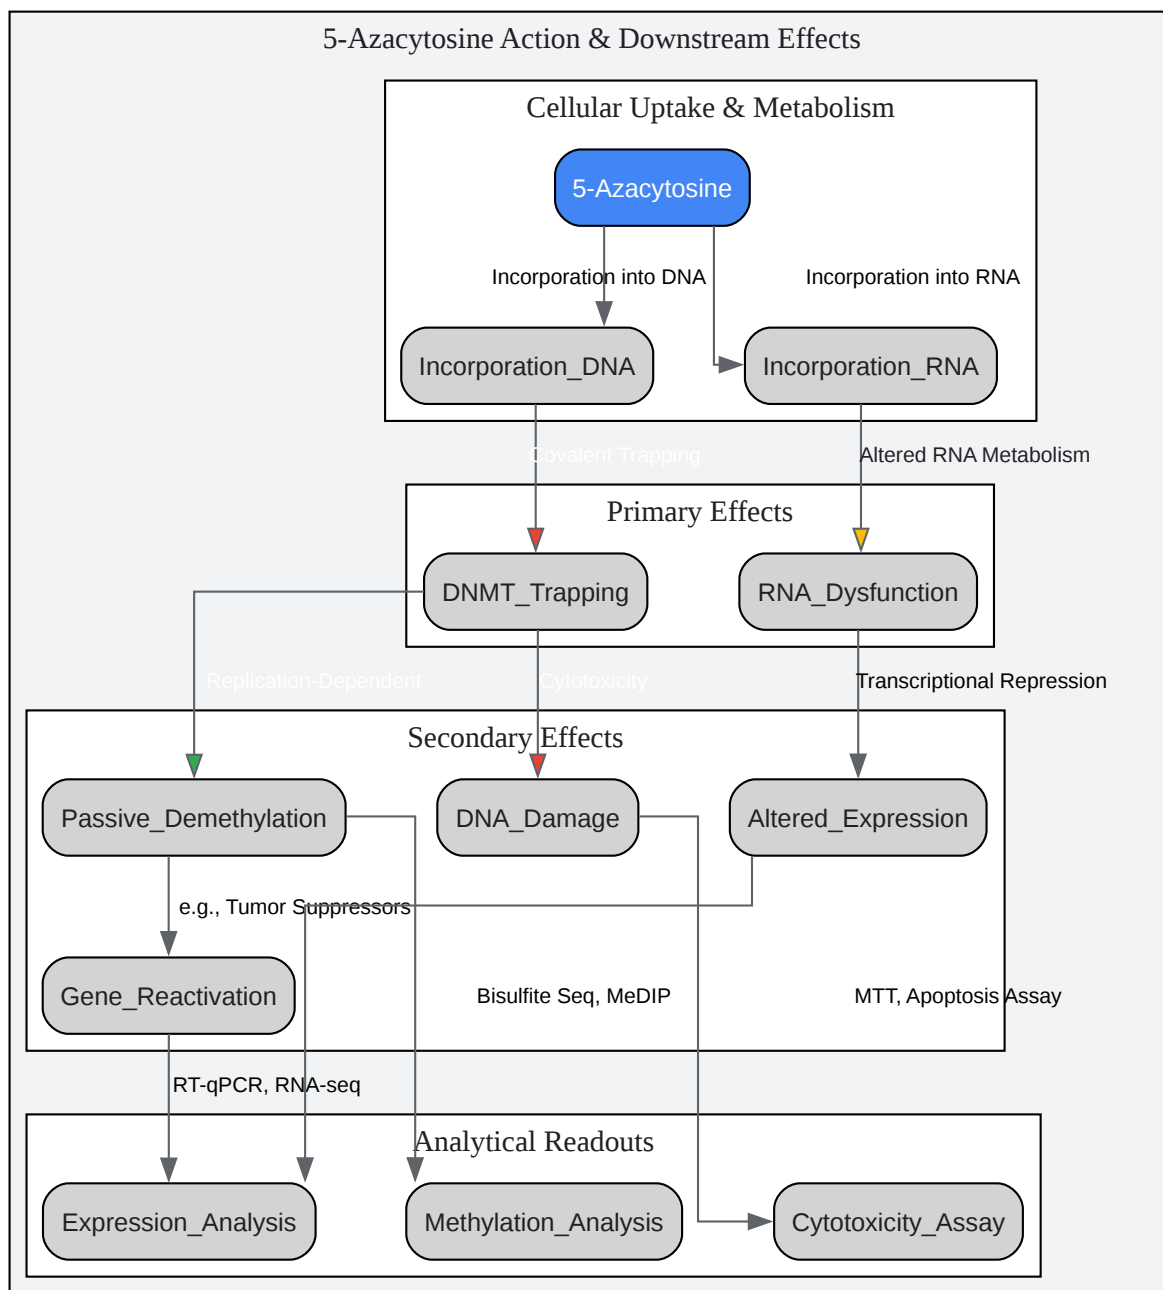 5-Azacytosine Action & Downstream Effects
Cellular Uptake & Metabolism
5-Azacytosine
Incorporation into DNA
Incorporation into RNA
Incorporation_DNA
Incorporation_RNA
Covalent Trapping
Altered RNA Metabolism
Primary Effects
DNMT_Trapping
RNA_Dysfunction
Replication-Dependent
Cytotoxicity
Transcriptional Repression
Secondary Effects
Passive_Demethylation
DNA_Damage
Altered_Expression
e.g., Tumor Suppressors
Gene_Reactivation
Bisulfite Seq, MeDIP
MTT, Apoptosis Assay
RT-qPCR, RNA-seq
Analytical Readouts
Expression_Analysis
Methylation_Analysis
Cytotoxicity_Assay